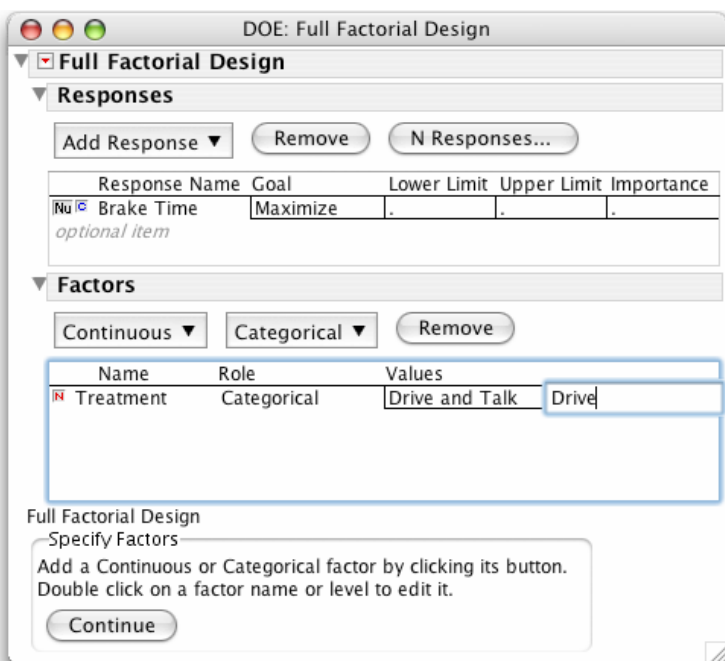 DOE: Full Factorial Design
Full Factorial Design
Responses
Add Response Remove N Responses...
Response Name Goal Lower Limit Upper Limit Importance
Nu C Brake Time Maximize . . .
optional item
Factors
Continuous Categorical Remove
Name Role Values
N Treatment Categorical Drive and Talk Drive
Full Factorial Design
Specify Factors
Add a Continuous or Categorical factor by clicking its button.
Double click on a factor name or level to edit it.
Continue